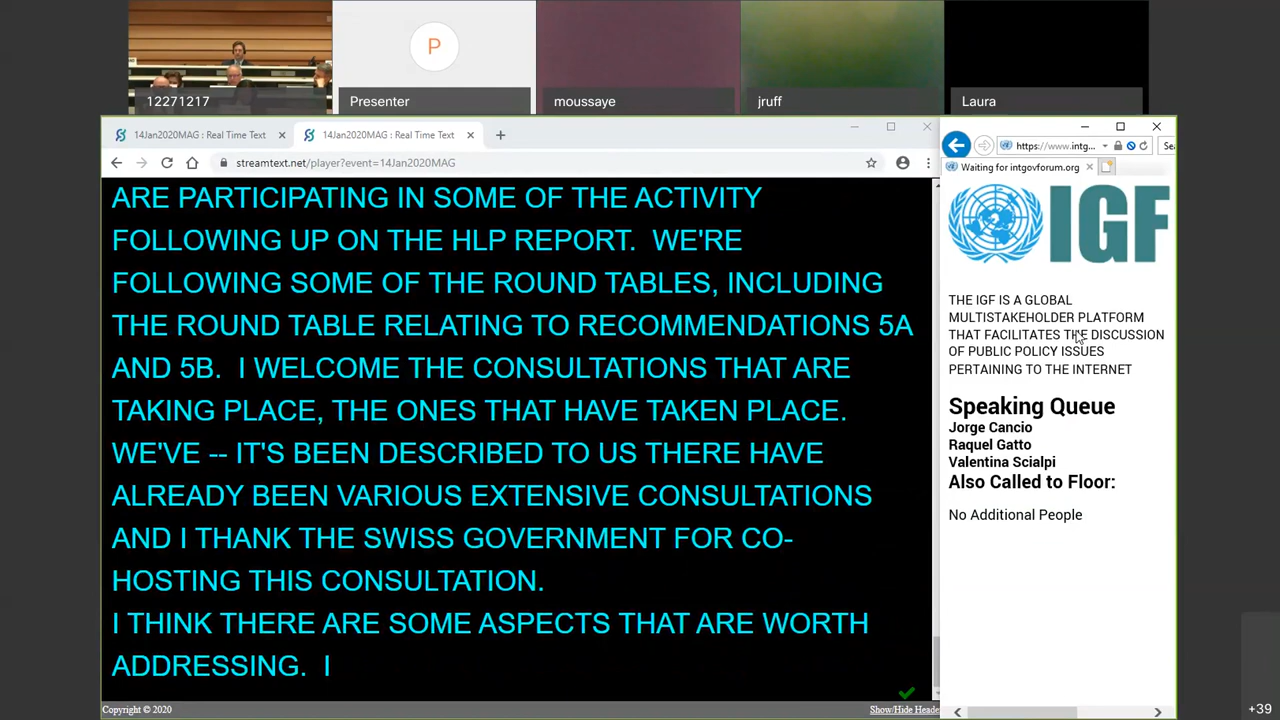 P
12271217
Presenter
moussaye
jruff
Laura
14Jan2020MAG : Real Time Text
14Jan2020MAG : Real Time Text
streamtext.net/player?event=14Jan2020MAG
ARE PARTICIPATING IN SOME OF THE ACTIVITY
FOLLOWING UP ON THE HLP REPORT.  WE'RE
FOLLOWING SOME OF THE ROUND TABLES, INCLUDING
THE ROUND TABLE RELATING TO RECOMMENDATIONS 5A
AND 5B.  I WELCOME THE CONSULTATIONS THAT ARE
TAKING PLACE, THE ONES THAT HAVE TAKEN PLACE.
WE'VE -- IT'S BEEN DESCRIBED TO US THERE HAVE
ALREADY BEEN VARIOUS EXTENSIVE CONSULTATIONS
AND I THANK THE SWISS GOVERNMENT FOR CO-
HOSTING THIS CONSULTATION.
I THINK THERE ARE SOME ASPECTS THAT ARE WORTH
ADDRESSING.  I
Copyright © 2020
Show/Hide Heade
https://www.intg...
Sea
Waiting for intgovforum.org
IGF
THE IGF IS A GLOBAL
MULTISTAKEHOLDER PLATFORM
THAT FACILITATES THE DISCUSSION
OF PUBLIC POLICY ISSUES
PERTAINING TO THE INTERNET
Speaking Queue
Jorge Cancio
Raquel Gatto
Valentina Scialpi
Also Called to Floor:
No Additional People
+39